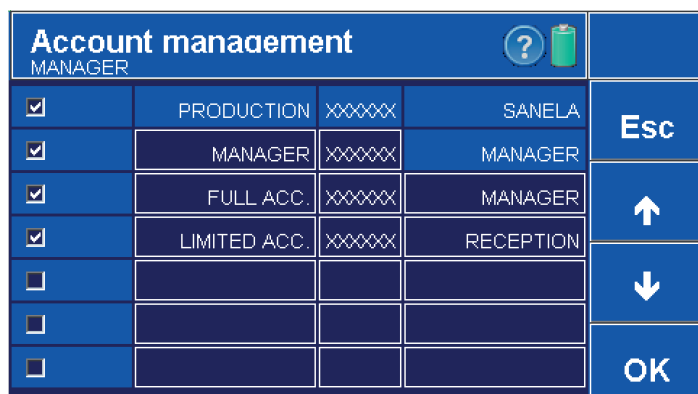 Account management
MANAGER
?
PRODUCTION XXXXXX SANELA
MANAGER XXXXXX MANAGER
FULL ACC. XXXXXX MANAGER
LIMITED ACC. XXXXXX RECEPTION
Esc
OK